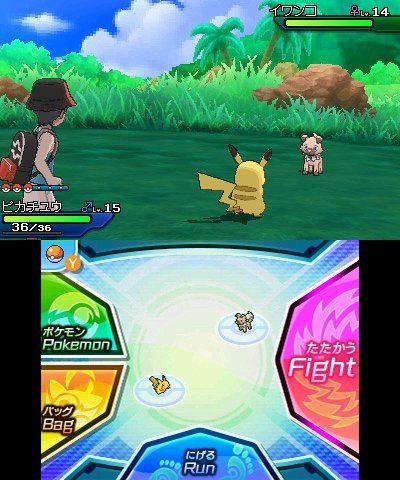 イワンコ ♀ Lv.14
ピカチュウ ♂ Lv.15
36/36
Y
ポケモン
Pokemon
たたかう
Fight
バッグ
Bag
にげる
Run